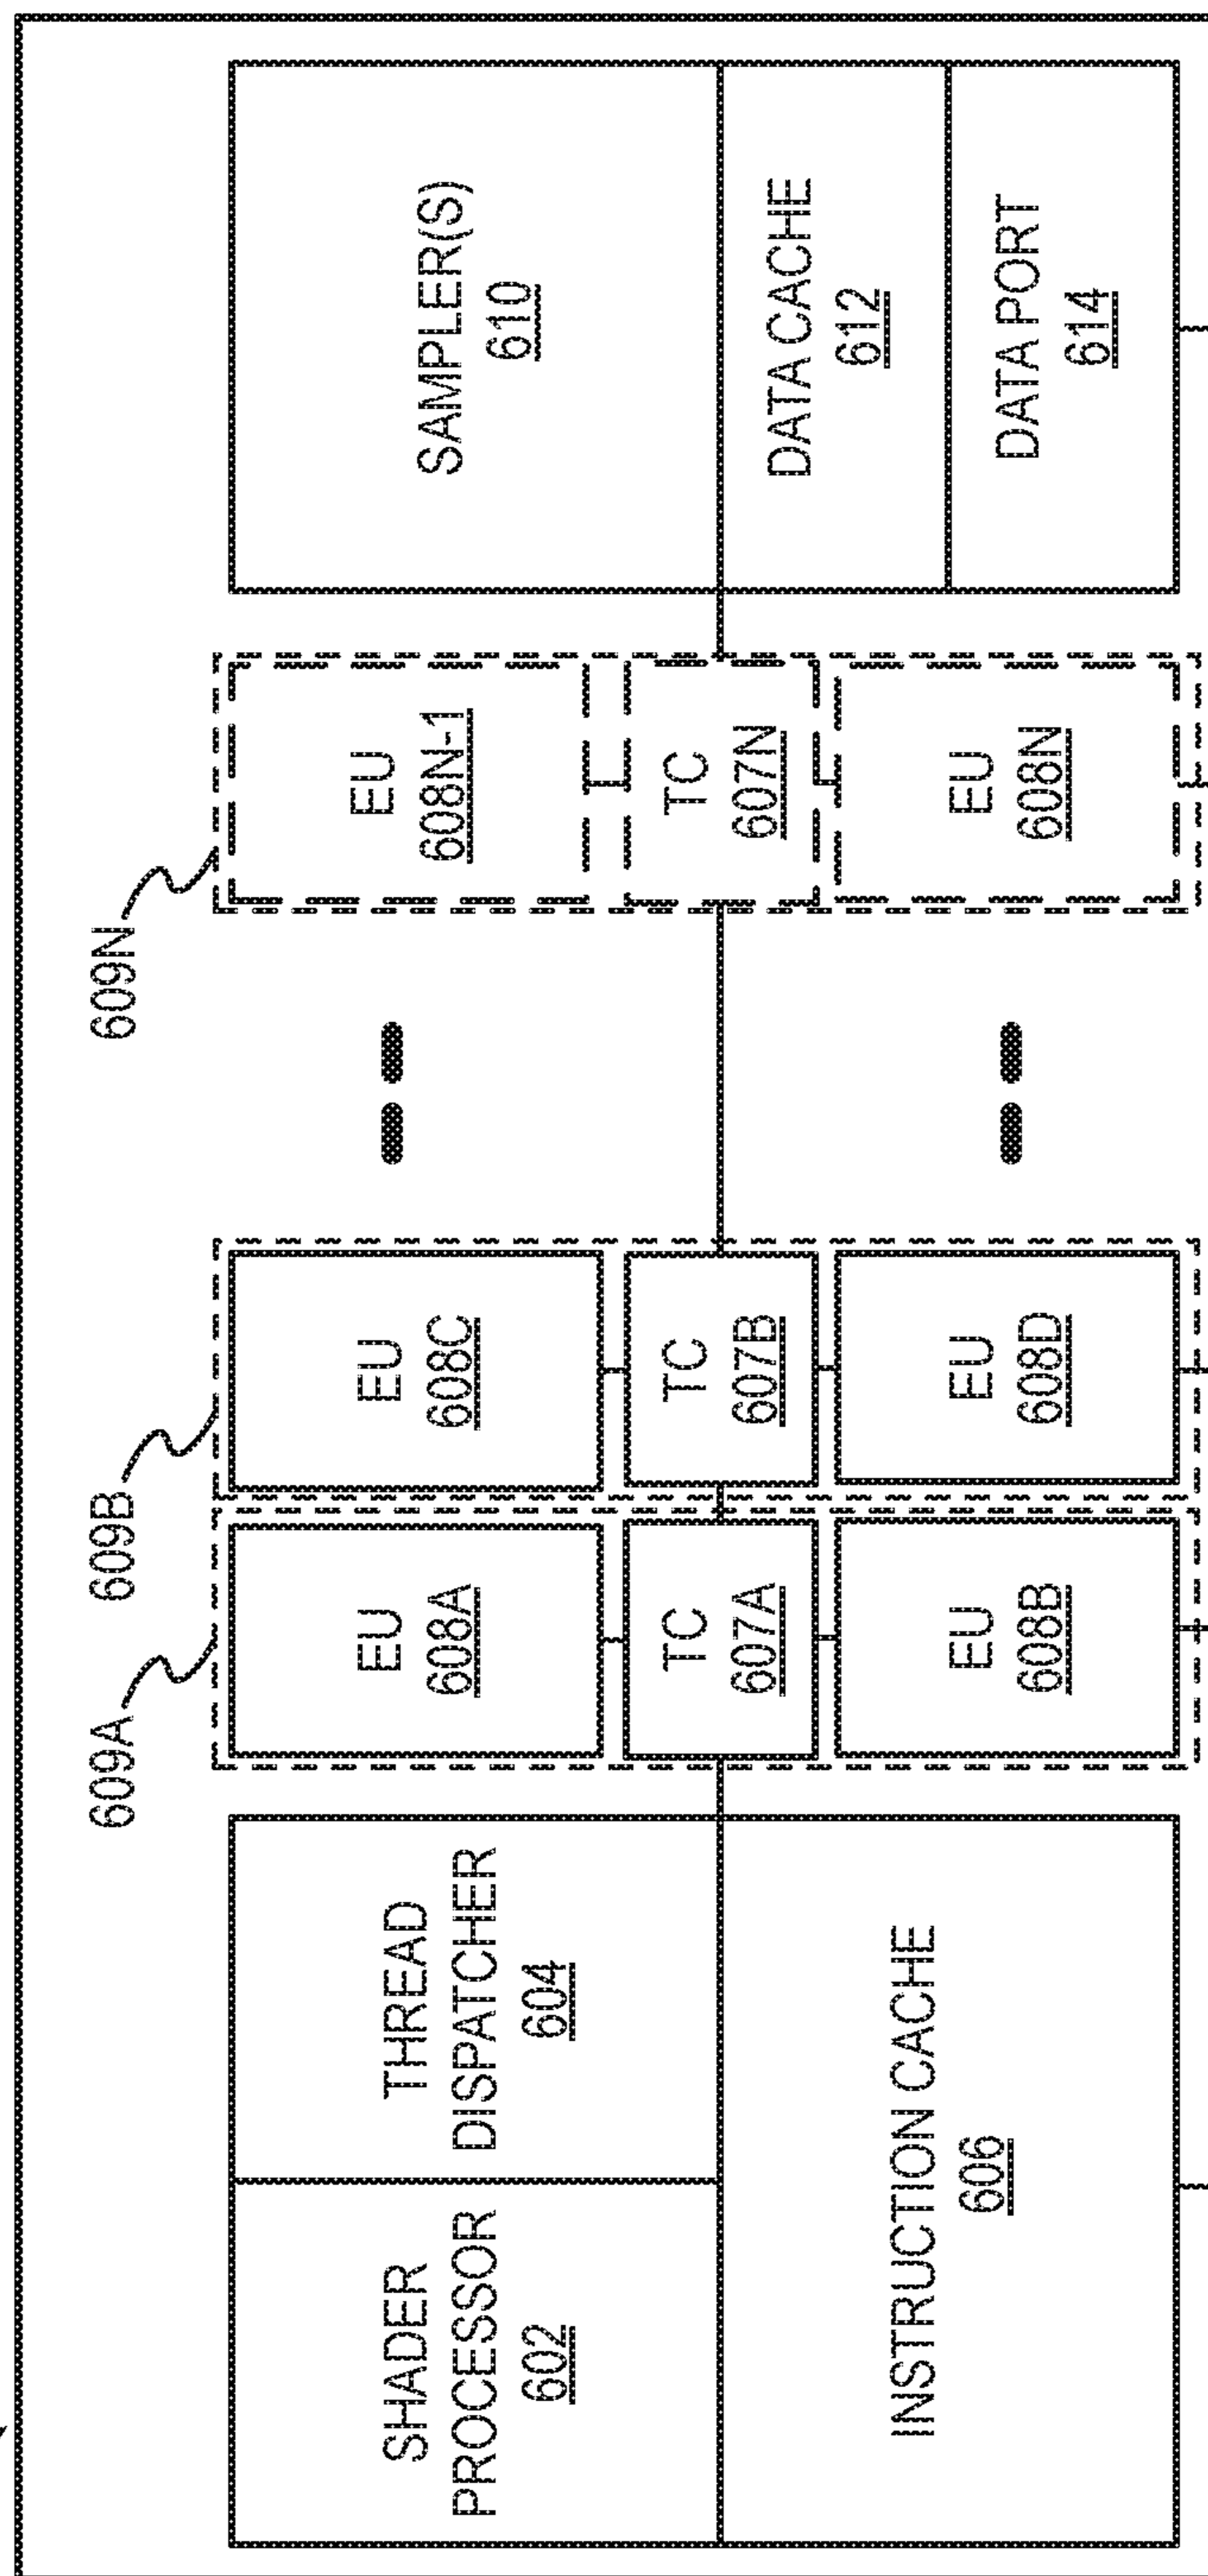 609A
609B
609N
SHADER
PROCESSOR
602
THREAD
DISPATCHER
604
INSTRUCTION CACHE
606
EU
608A
TC
607A
EU
608B
EU
608C
TC
607B
EU
608D
EU
608N-1
TC
607N
EU
608N
SAMPLER(S)
610
DATA CACHE
612
DATA PORT
614